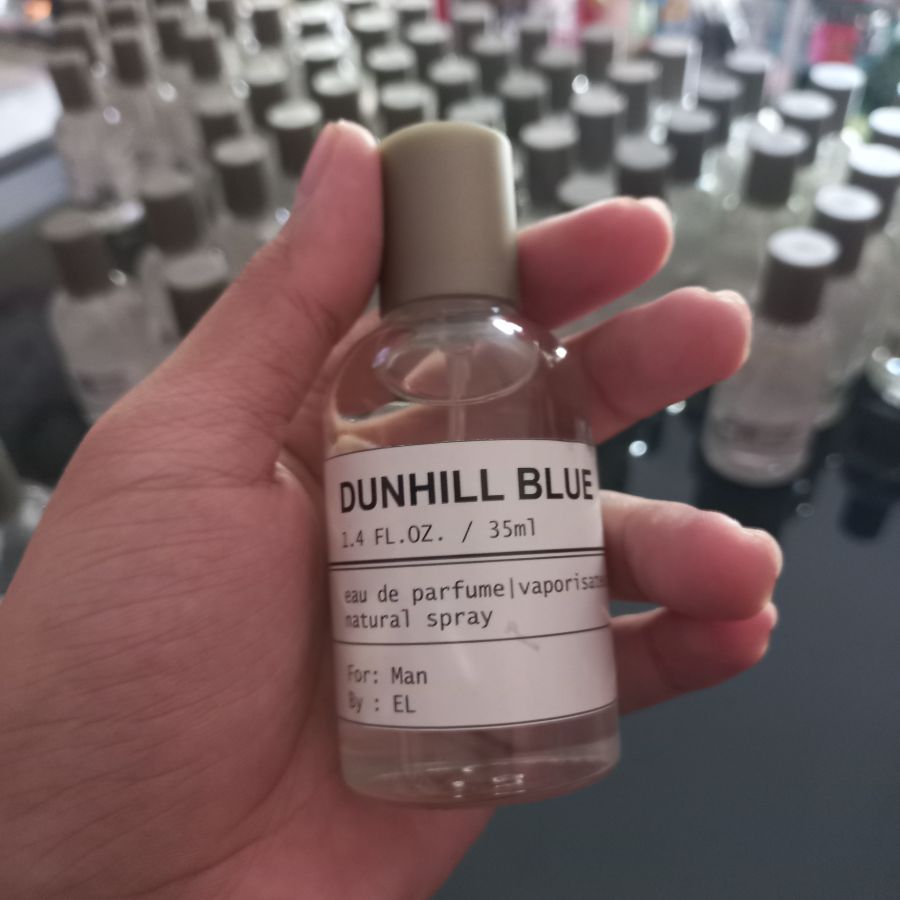 DUNHILL BLUE
1.4 FL.OZ. / 35ml
eau de parfume|vaporisate
natural spray
For: Man
By : EL